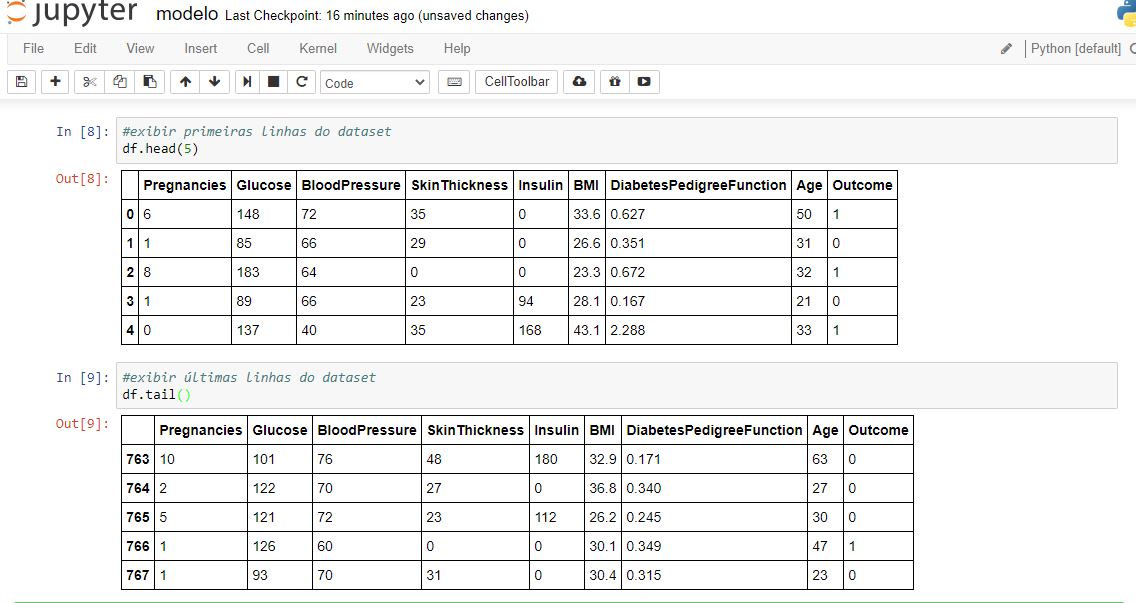 jupyter modelo Last Checkpoint: 16 minutes ago (unsaved changes)
File Edit View Insert Cell Kernel Widgets Help Python [default]
Code CellToolbar
In [8]: #exibir primeiras linhas do dataset
df.head(5)
Out[8]:
Pregnancies Glucose BloodPressure SkinThickness Insulin BMI DiabetesPedigreeFunction Age Outcome
0 6 148 72 35 0 33.6 0.627 50 1
1 1 85 66 29 0 26.6 0.351 31 0
2 8 183 64 0 0 23.3 0.672 32 1
3 1 89 66 23 94 28.1 0.167 21 0
4 0 137 40 35 168 43.1 2.288 33 1
In [9]: #exibir últimas linhas do dataset
df.tail()
Out[9]:
Pregnancies Glucose BloodPressure SkinThickness Insulin BMI DiabetesPedigreeFunction Age Outcome
763 10 101 76 48 180 32.9 0.171 63 0
764 2 122 70 27 0 36.8 0.340 27 0
765 5 121 72 23 112 26.2 0.245 30 0
766 1 126 60 0 0 30.1 0.349 47 1
767 1 93 70 31 0 30.4 0.315 23 0